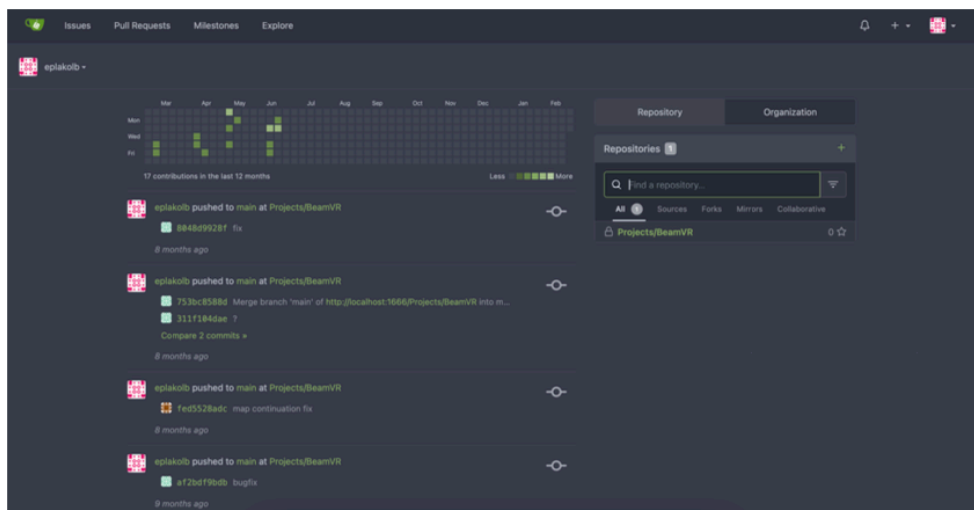 Issues Pull Requests Milestones Explore
eplakolb
Mar Apr May Jun Jul Aug Sep Oct Nov Dec Jan Feb
Mon
Wed
Fri
17 contributions in the last 12 months
Less More
eplakolb pushed to main at Projects/BeamVR
8048d9928f fix
8 months ago
eplakolb pushed to main at Projects/BeamVR
753bc8588d Merge branch 'main' of http://localhost:1666/Projects/BeamVR into m...
311f104dae ?
Compare 2 commits »
8 months ago
eplakolb pushed to main at Projects/BeamVR
fed5528adc map continuation fix
8 months ago
eplakolb pushed to main at Projects/BeamVR
af2bdf9bdb bugfix
9 months ago
Repository Organization
Repositories 1 +
Find a repository...
All 1 Sources Forks Mirrors Collaborative
Projects/BeamVR 0